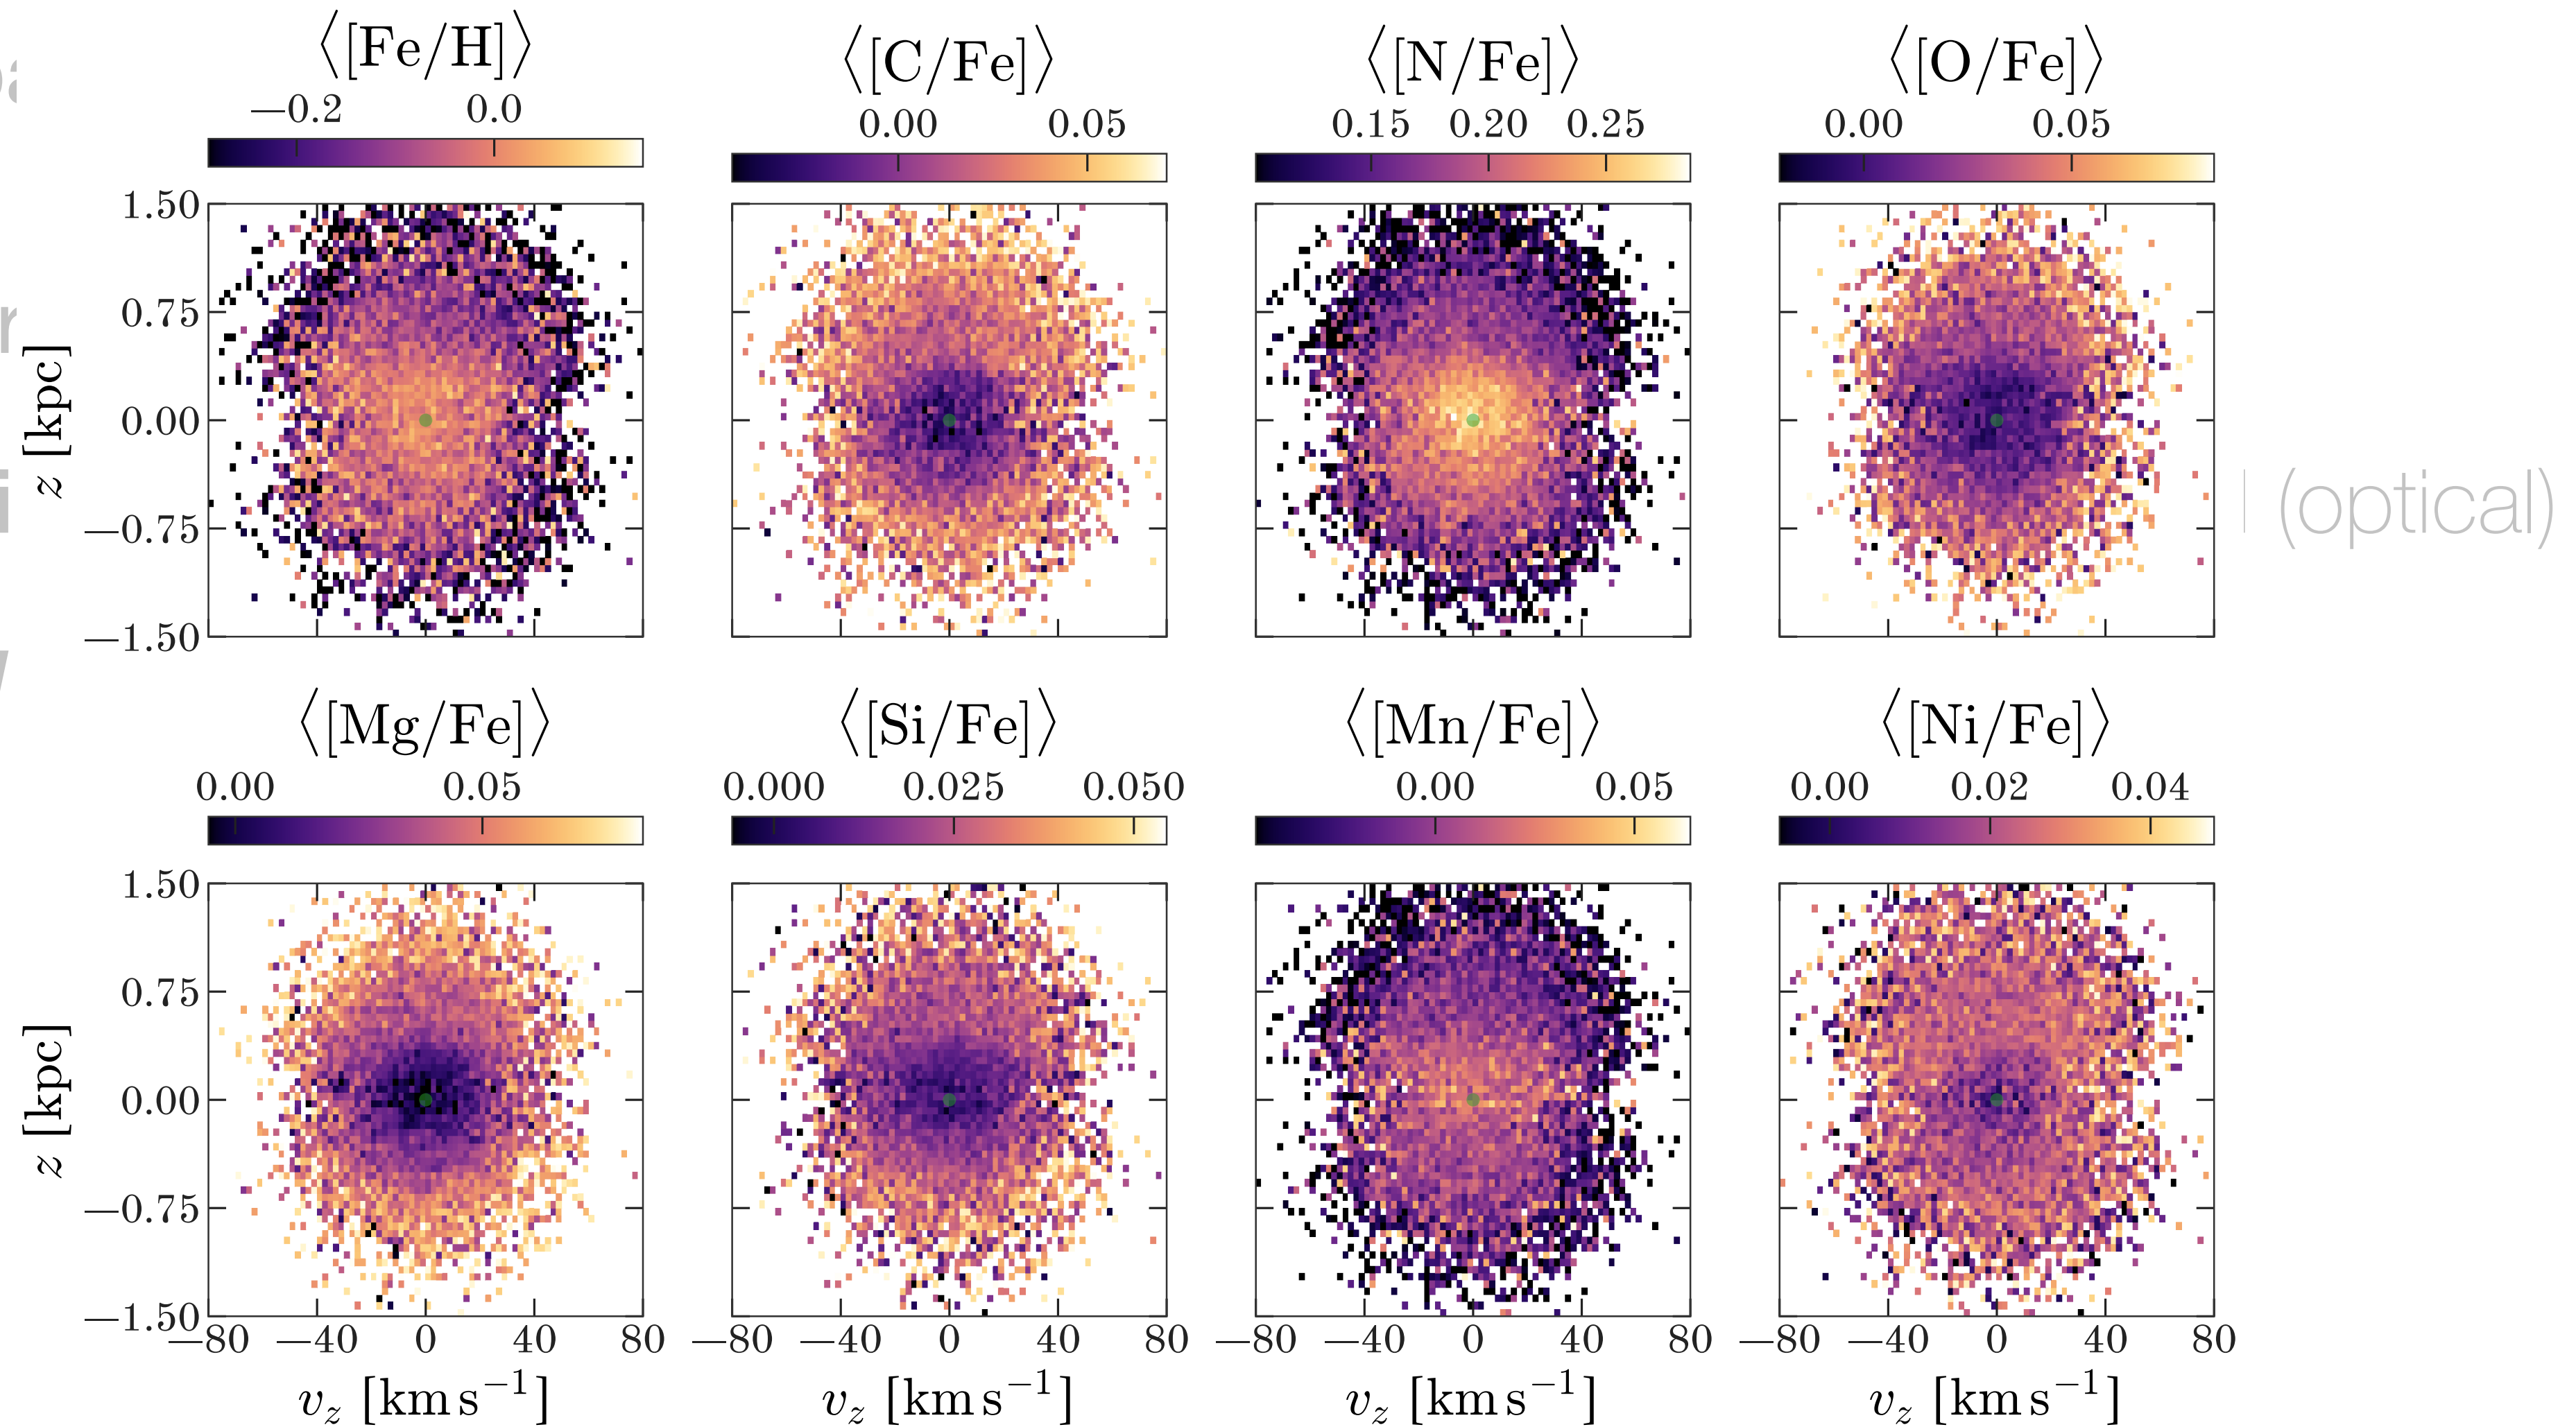 ⟨[Fe/H]⟩ ⟨[C/Fe]⟩ ⟨[N/Fe]⟩ ⟨[O/Fe]⟩
−0.2 0.0 0.00 0.05 0.15 0.20 0.25 0.00 0.05
1.50
0.75
0.00
−0.75
−1.50
z [kpc]
(optical)
⟨[Mg/Fe]⟩ ⟨[Si/Fe]⟩ ⟨[Mn/Fe]⟩ ⟨[Ni/Fe]⟩
0.00 0.05 0.000 0.025 0.050 0.00 0.05 0.00 0.02 0.04
1.50
0.75
0.00
−0.75
−1.50
z [kpc]
−80 −40 0 40 80 −80 −40 0 40 80 −80 −40 0 40 80 −80 −40 0 40 80
v_z [km s⁻¹] v_z [km s⁻¹] v_z [km s⁻¹] v_z [km s⁻¹]